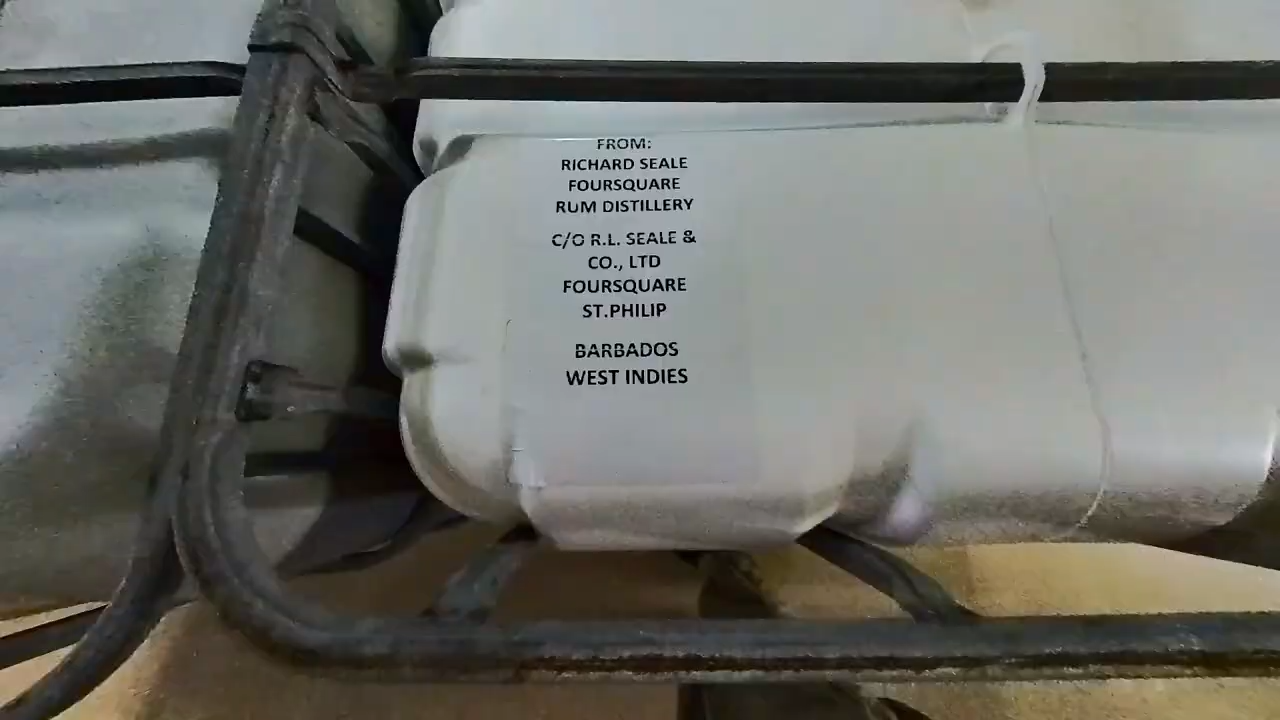 FROM:
RICHARD SEALE
FOURSQUARE
RUM DISTILLERY
C/O R.L. SEALE &
CO., LTD
FOURSQUARE
ST.PHILIP
BARBADOS
WEST INDIES